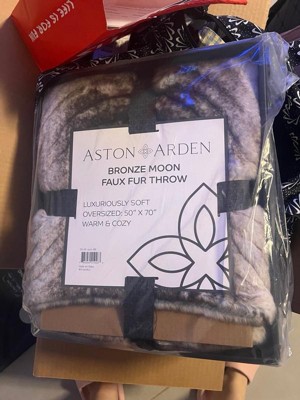 ASTON ARDEN
BRONZE MOON
FAUX FUR THROW
LUXURIOUSLY SOFT
OVERSIZED: 50" X 70"
WARM & COZY